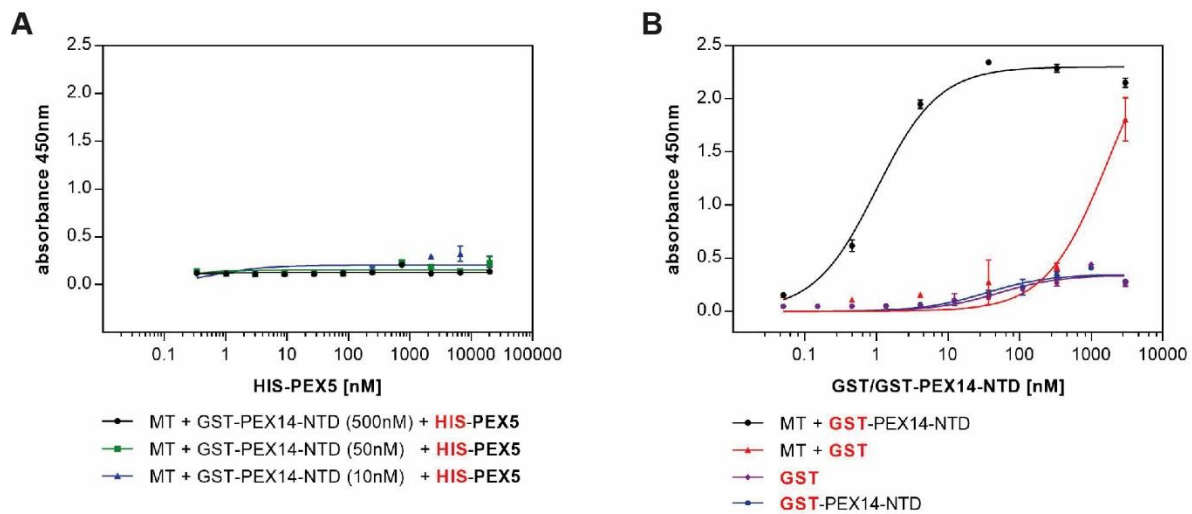 A
2.5
2.0
1.5
1.0
0.5
0.0
absorbance 450nm
0.1 1 10 100 1000 10000 100000
HIS-PEX5 [nM]
MT + GST-PEX14-NTD (500nM) + HIS-PEX5
MT + GST-PEX14-NTD (50nM) + HIS-PEX5
MT + GST-PEX14-NTD (10nM) + HIS-PEX5
B
2.5
2.0
1.5
1.0
0.5
0.0
absorbance 450nm
0.1 1 10 100 1000 10000
GST/GST-PEX14-NTD [nM]
MT + GST-PEX14-NTD
MT + GST
GST
GST-PEX14-NTD